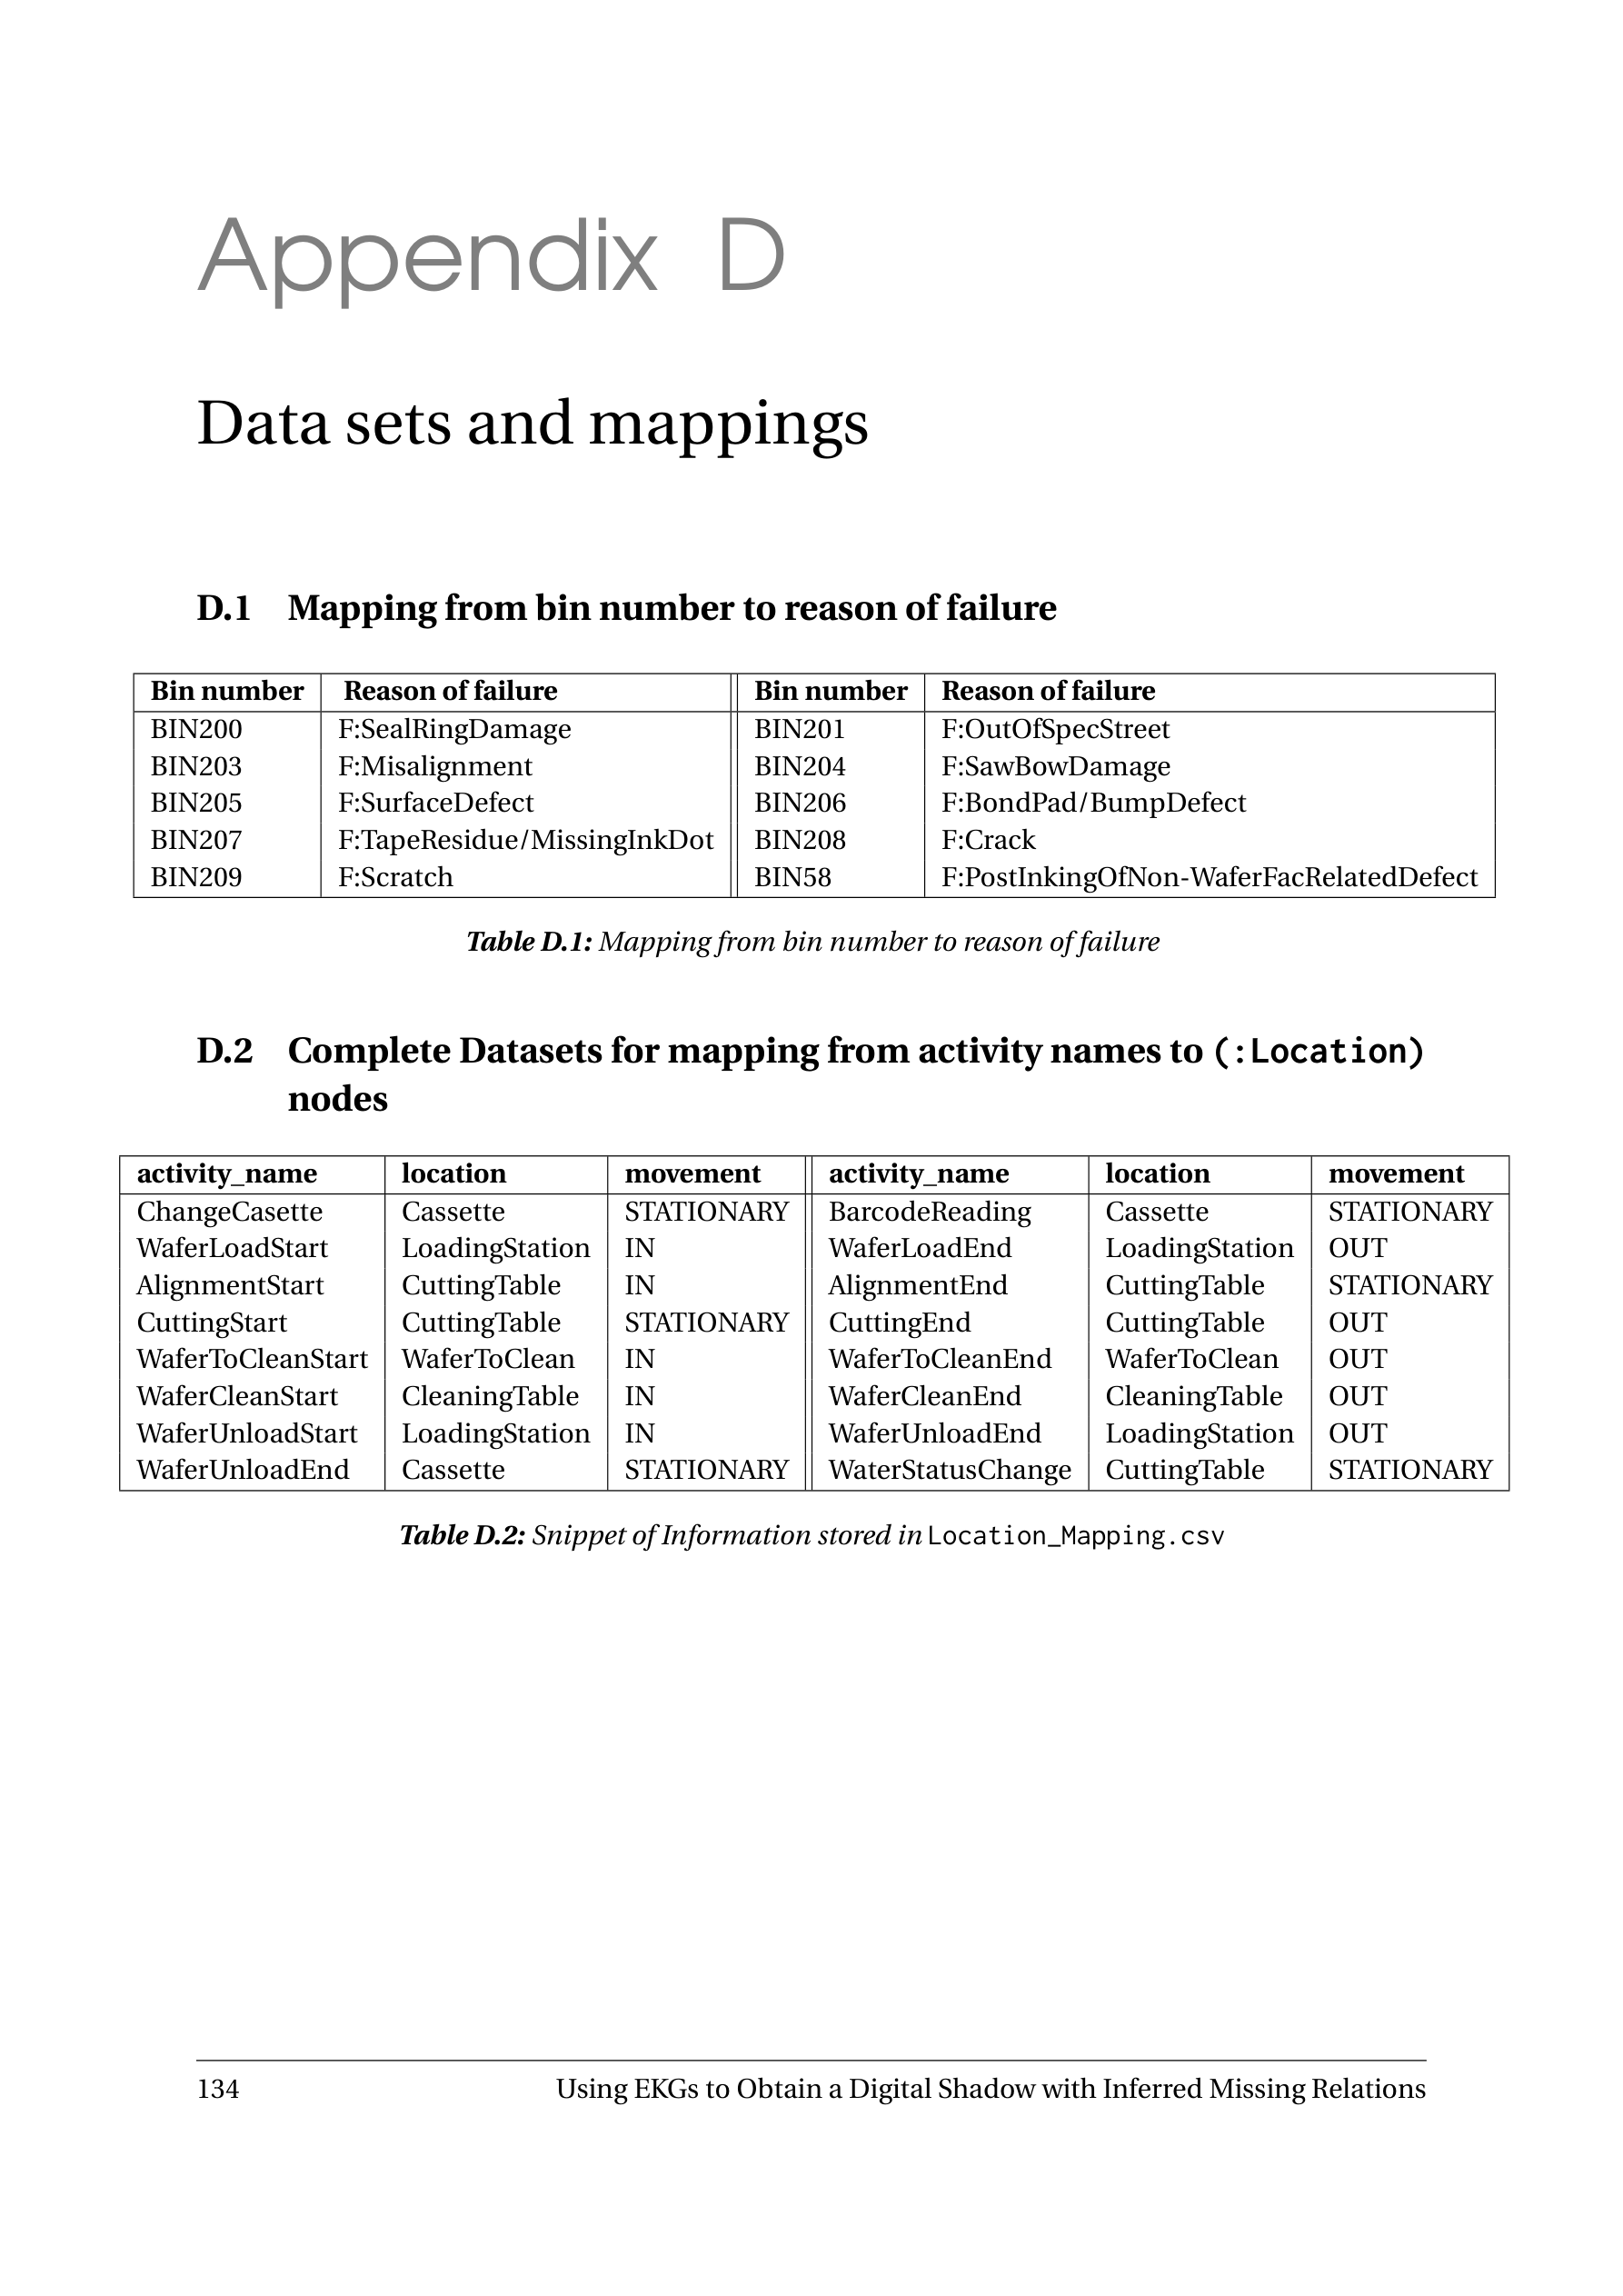 Appendix D
Data sets and mappings
D.1 Mapping from bin number to reason of failure
Bin number Reason of failure Bin number Reason of failure
BIN200 F:SealRingDamage BIN201 F:OutOfSpecStreet
BIN203 F:Misalignment BIN204 F:SawBowDamage
BIN205 F:SurfaceDefect BIN206 F:BondPad/BumpDefect
BIN207 F:TapeResidue/MissingInkDot BIN208 F:Crack
BIN209 F:Scratch BIN58 F:PostInkingOfNon-WaferFacRelatedDefect
Table D.1: Mapping from bin number to reason of failure
D.2 Complete Datasets for mapping from activity names to (:Location)
nodes
activity_name location movement activity_name location movement
ChangeCasette Cassette STATIONARY BarcodeReading Cassette STATIONARY
WaferLoadStart LoadingStation IN WaferLoadEnd LoadingStation OUT
AlignmentStart CuttingTable IN AlignmentEnd CuttingTable STATIONARY
CuttingStart CuttingTable STATIONARY CuttingEnd CuttingTable OUT
WaferToCleanStart WaferToClean IN WaferToCleanEnd WaferToClean OUT
WaferCleanStart CleaningTable IN WaferCleanEnd CleaningTable OUT
WaferUnloadStart LoadingStation IN WaferUnloadEnd LoadingStation OUT
WaferUnloadEnd Cassette STATIONARY WaterStatusChange CuttingTable STATIONARY
Table D.2: Snippet of Information stored in Location_Mapping.csv
134 Using EKGs to Obtain a Digital Shadow with Inferred Missing Relations